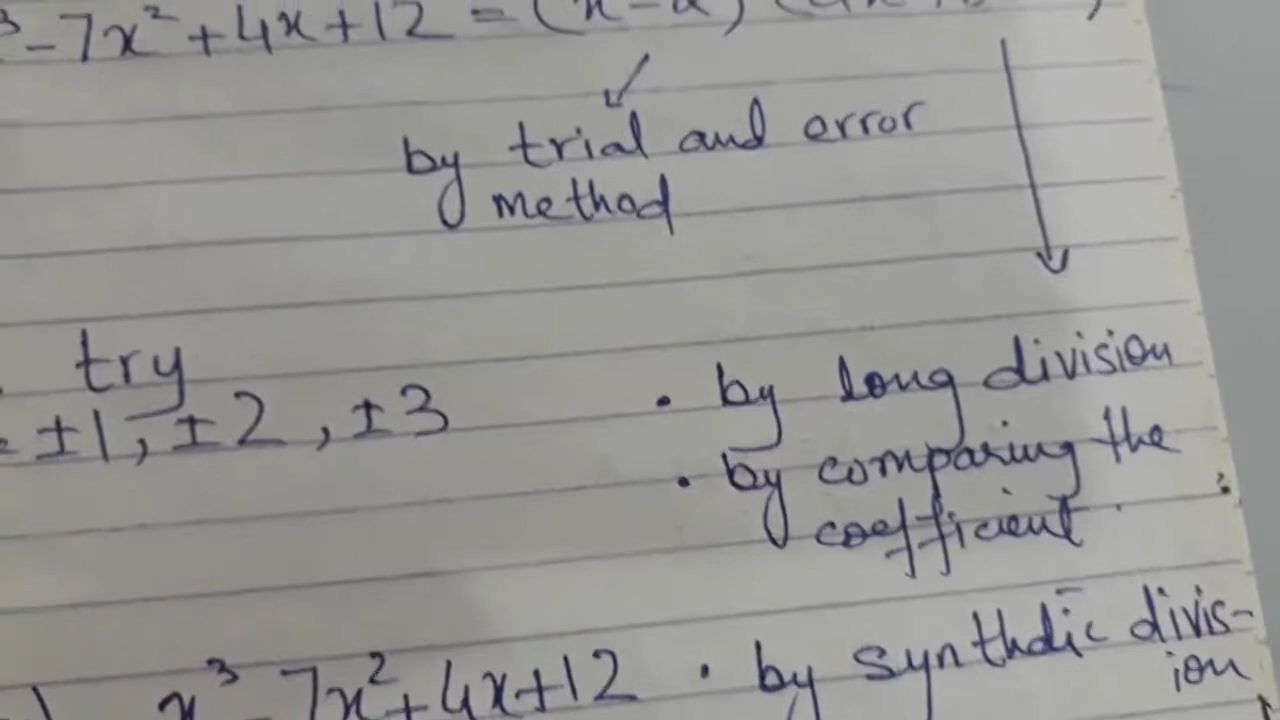 ³-7x²+4x+12 = (x-α)
by trial and error
method
try
±1, ±2, ±3
· by long division
· by comparing the
coefficient
x³-7x²+4x+12 · by synthdic divis-
ion